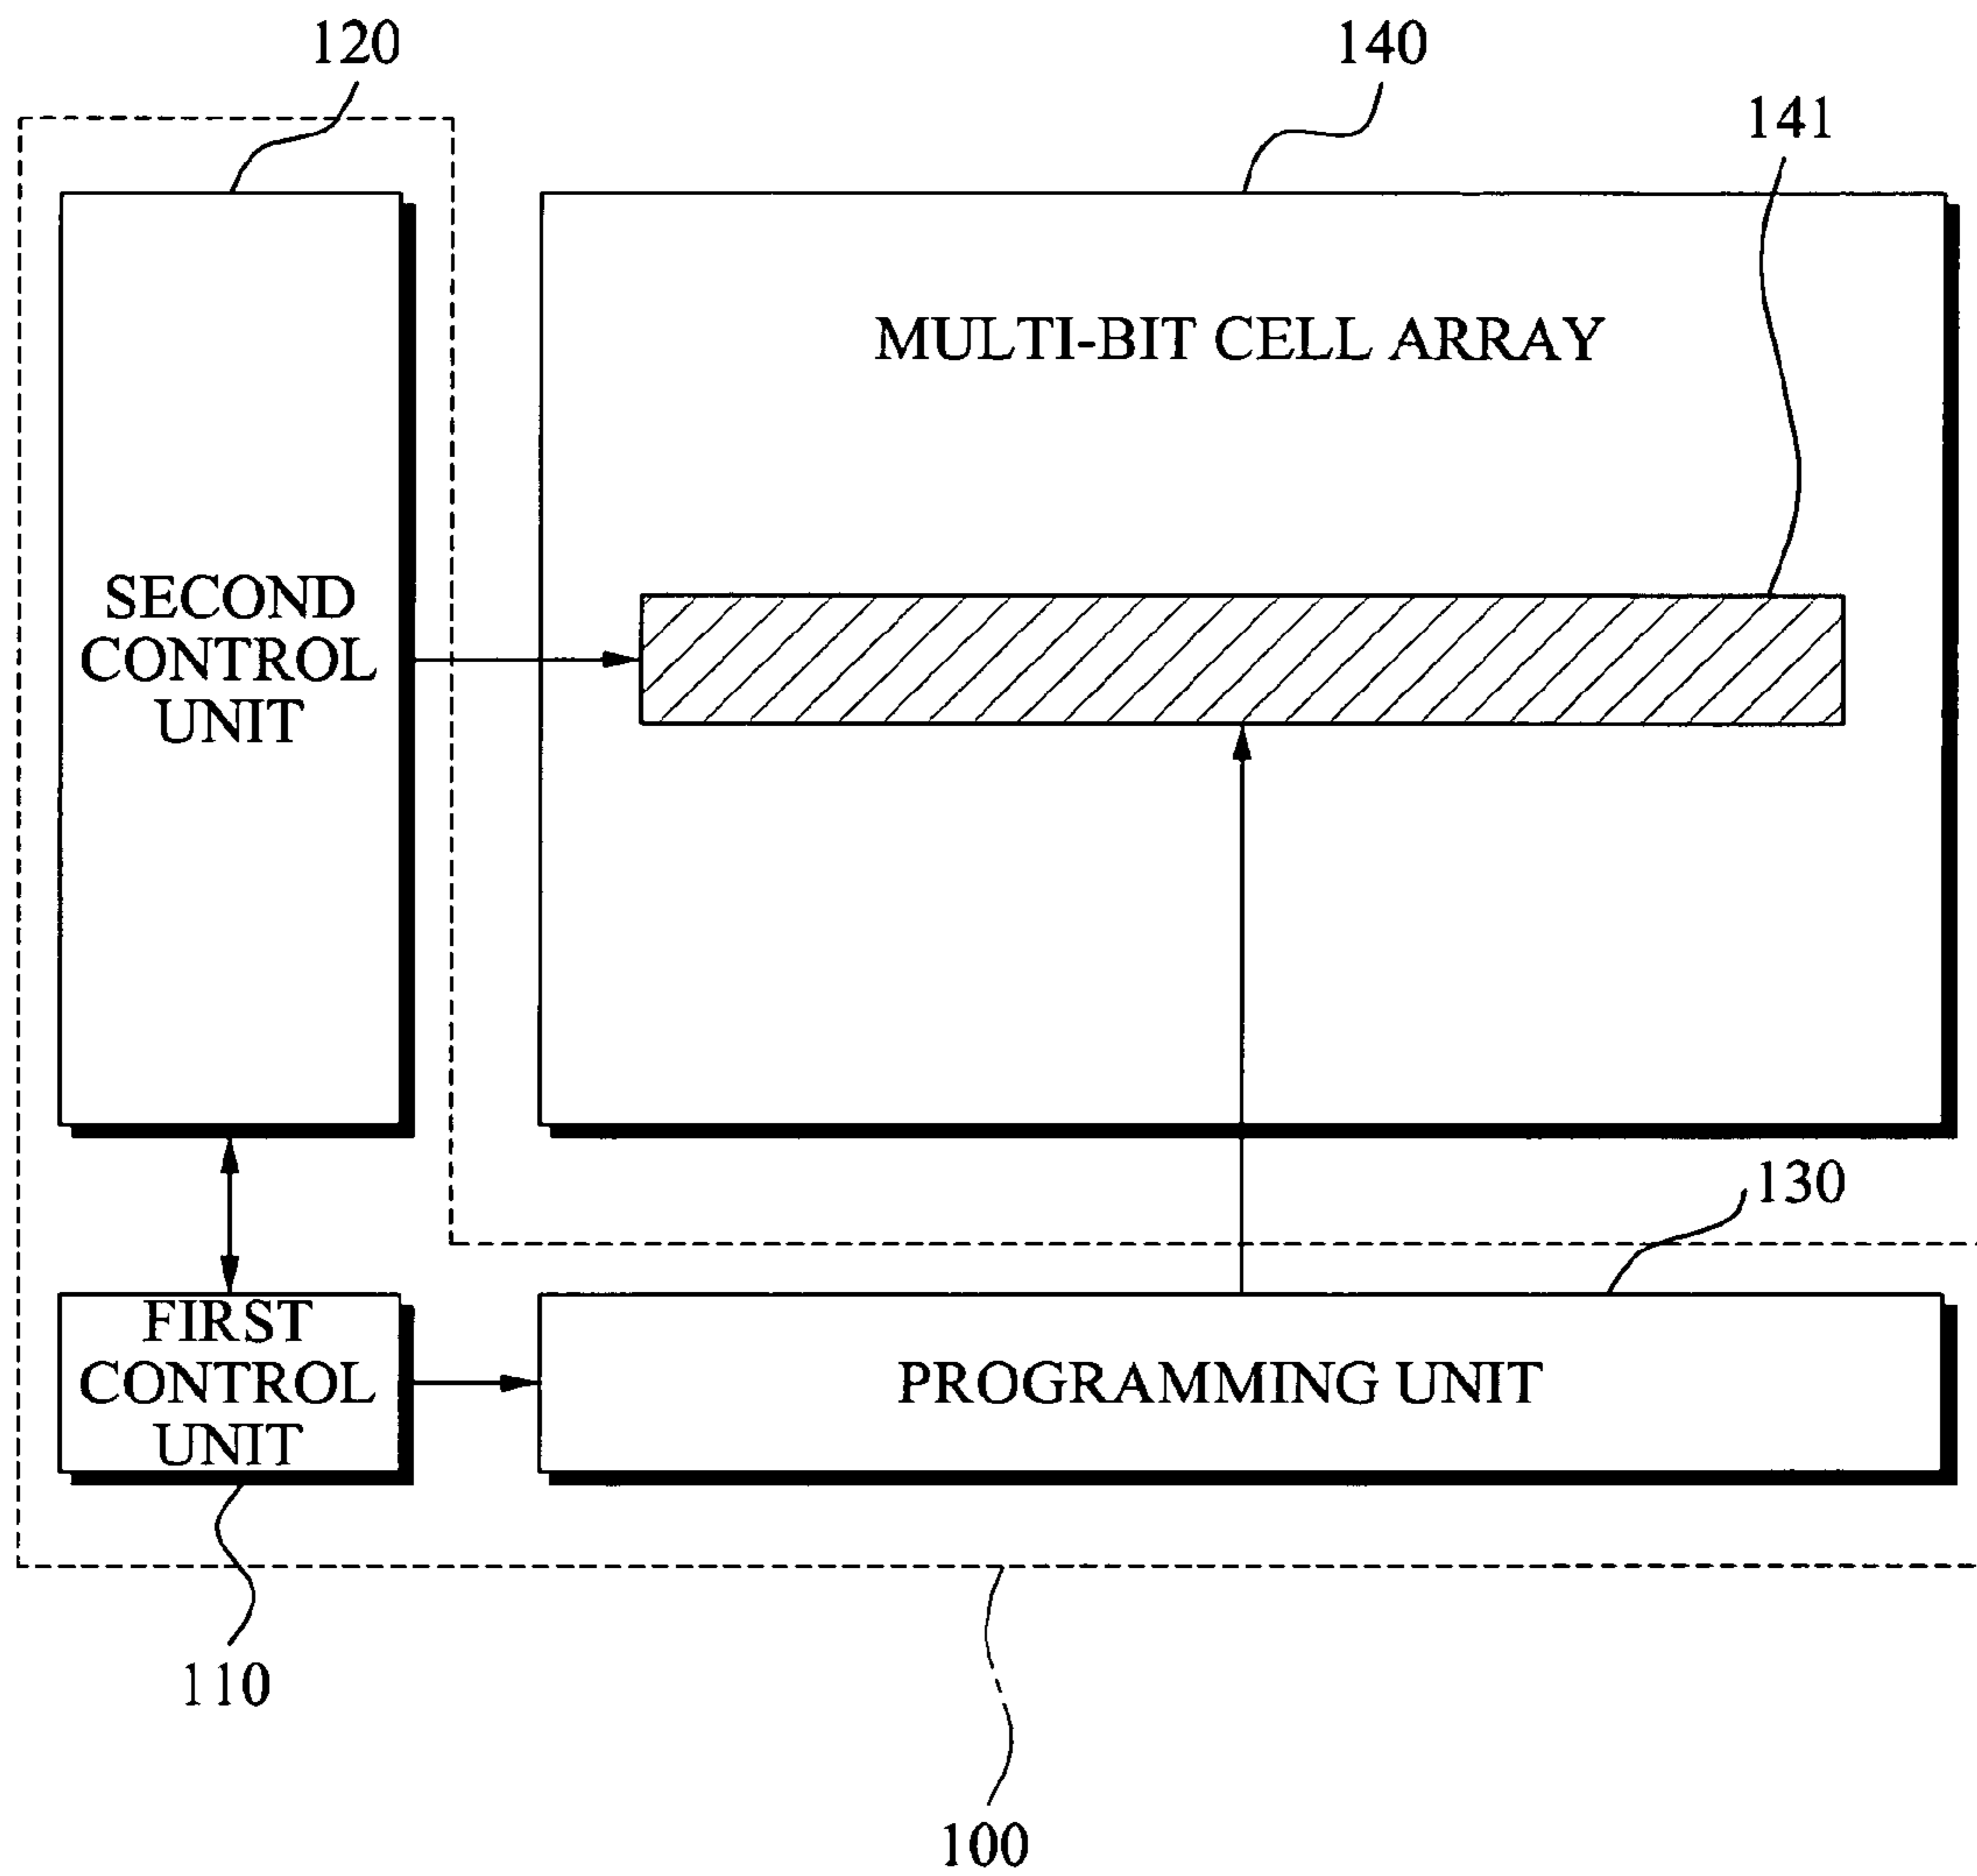 120
140
141
MULTI-BIT CELL ARRAY
SECOND
CONTROL
UNIT
130
FIRST
CONTROL
UNIT
PROGRAMMING UNIT
110
100